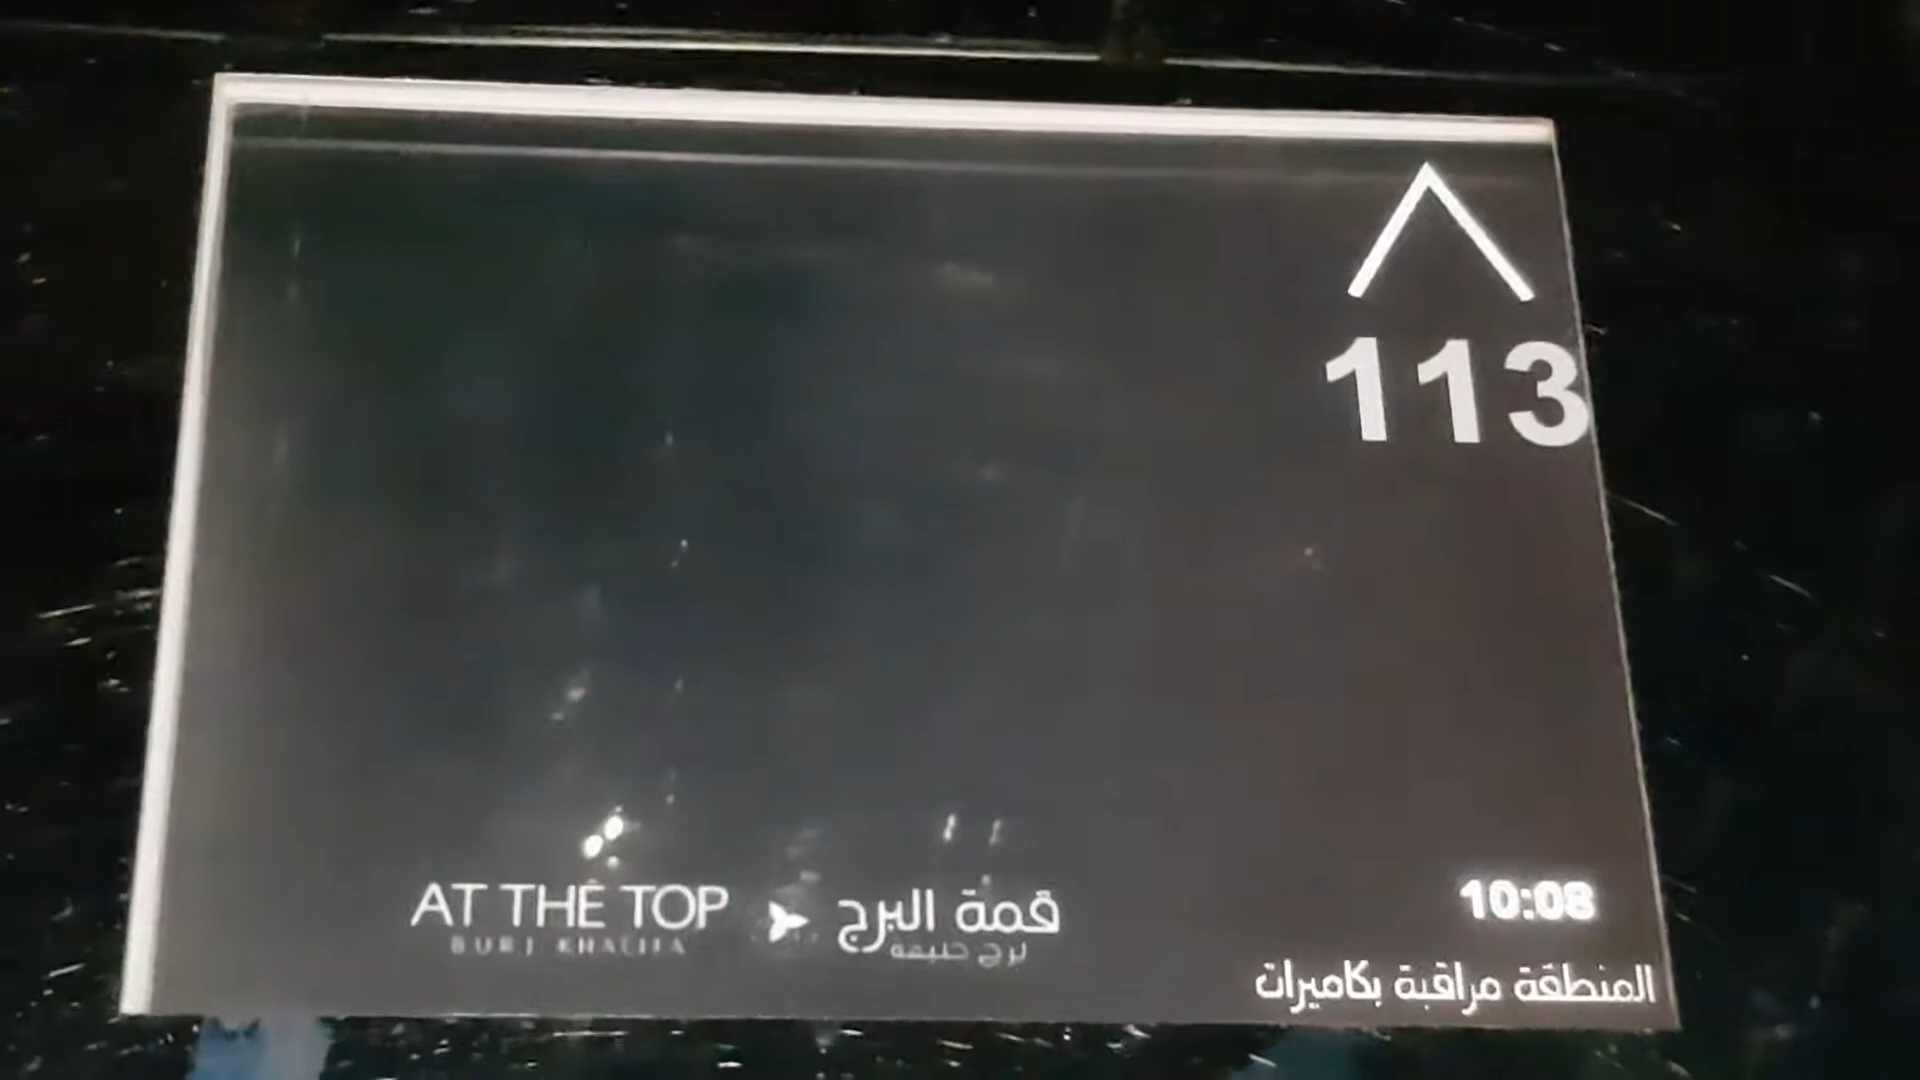 113
AT THE TOP
BURJ KHALIFA
قمة البرج
برج خليفة
10:08
المنطقة مراقبة بكاميرات